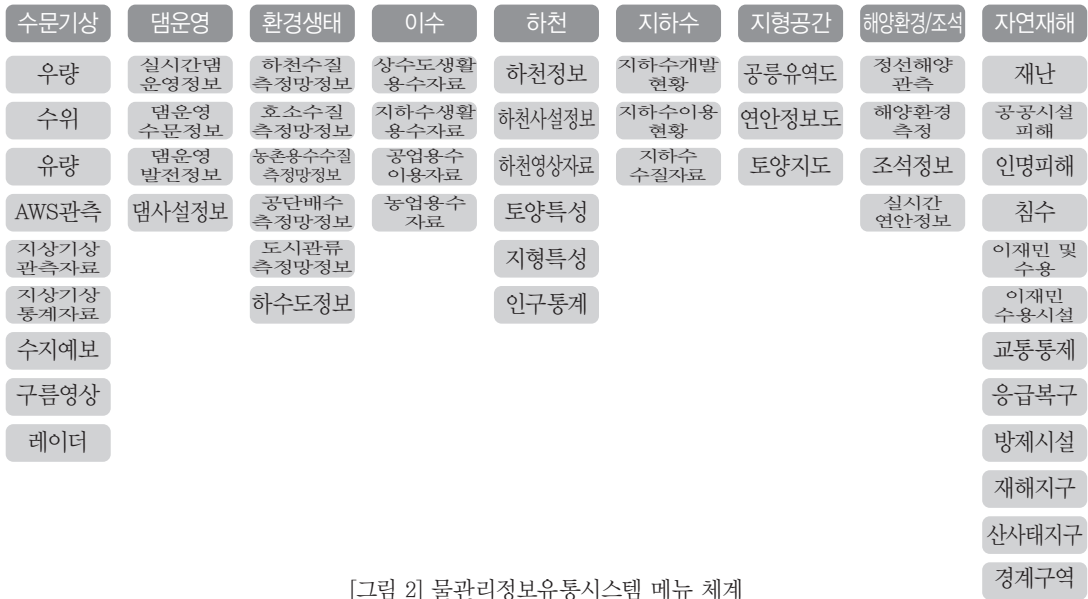 수문기상
댐운영
환경생태
이수
하천
지하수
지형공간
해양환경/조석
자연재해
우량
수위
유량
AWS관측
지상기상
관측자료
지상기상
통계자료
수지예보
구름영상
레이더
실시간댐
운영정보
댐운영
수문정보
댐운영
발전정보
댐사설정보
하천수질
측정망정보
호소수질
측정망정보
농촌용수수질
측정망정보
공단배수
측정망정보
도시관류
측정망정보
하수도정보
상수도생활
용수자료
지하수생활
용수자료
공업용수
이용자료
농업용수
자료
하천정보
하천사설정보
하천영상자료
토양특성
지형특성
인구통계
지하수개발
현황
지하수이용
현황
지하수
수질자료
공릉유역도
연안정보도
토양지도
정선해양
관측
해양환경
측정
조석정보
실시간
연안정보
재난
공공시설
피해
인명피해
침수
이재민 및
수용
이재민
수용시설
교통통제
응급복구
방제시설
재해지구
산사태지구
경계구역
[그림 2] 물관리정보유통시스템 메뉴 체계